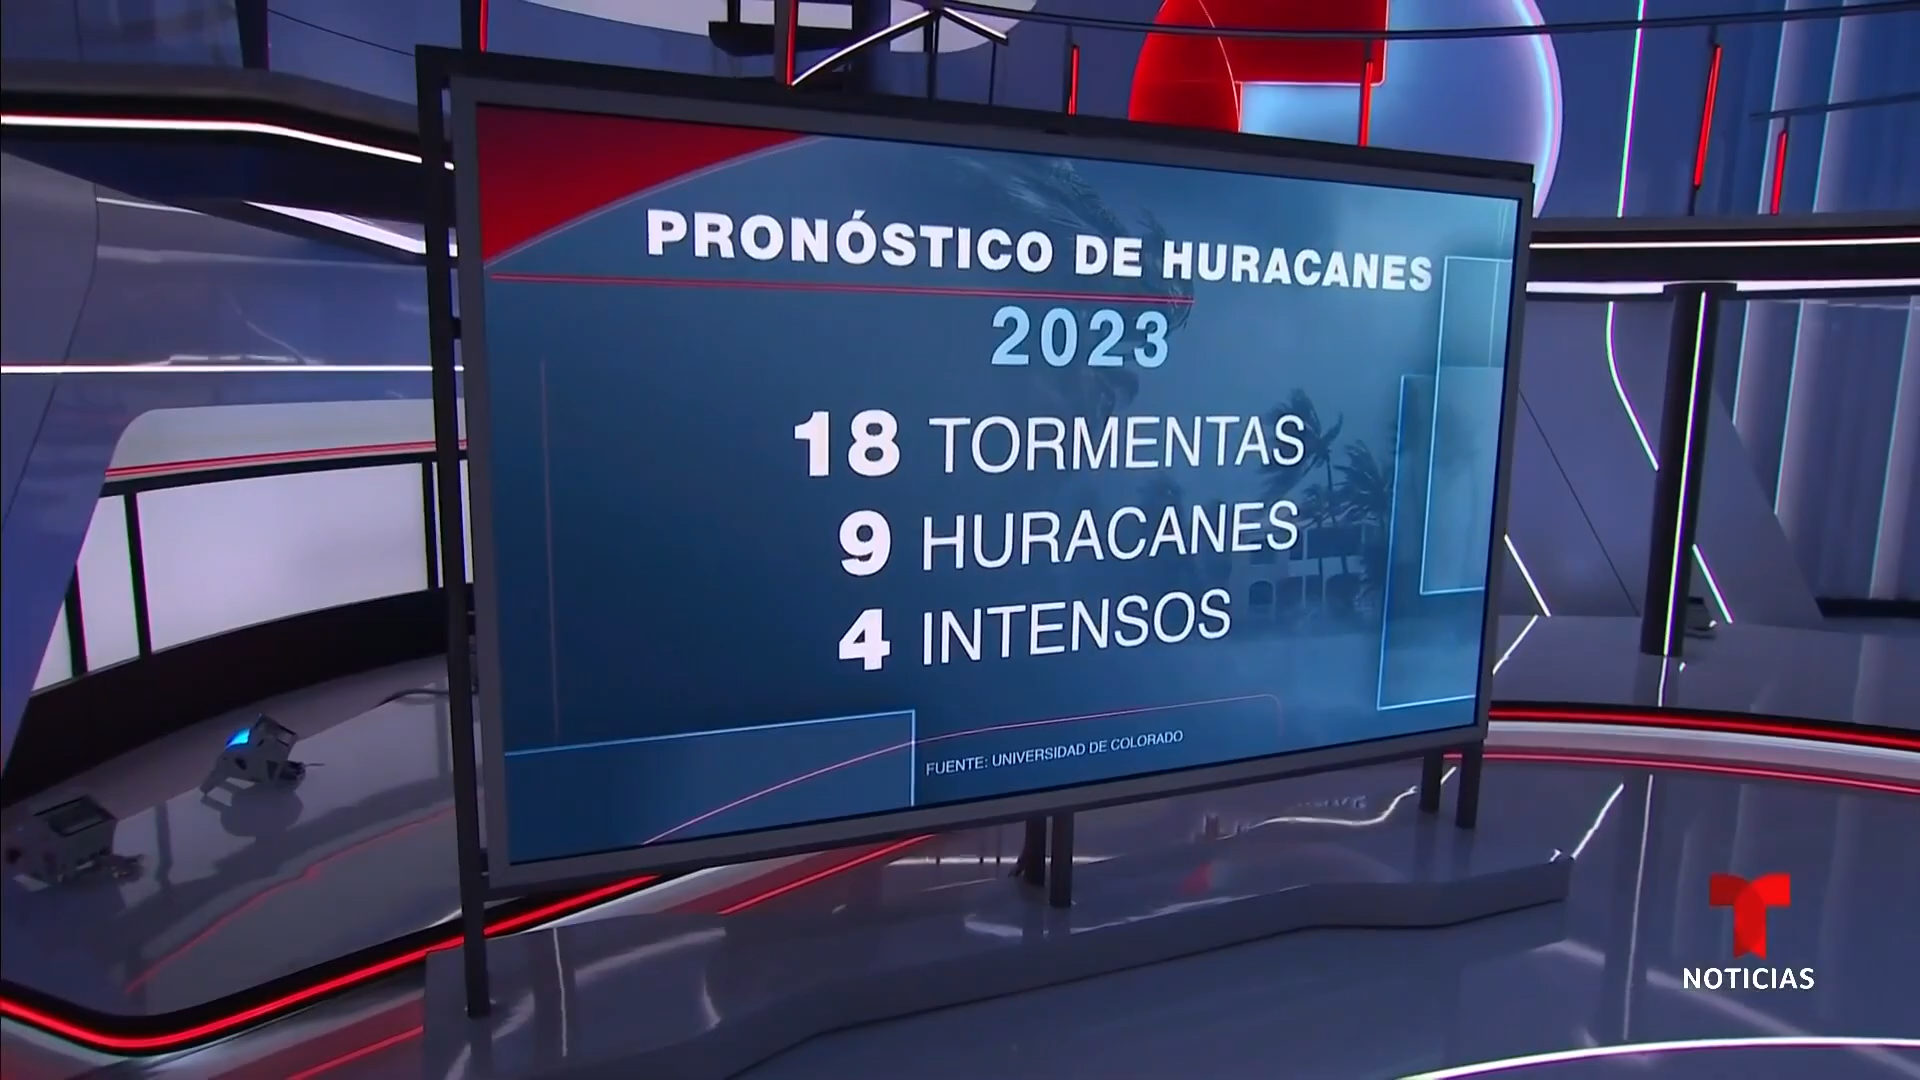 PRONÓSTICO DE HURACANES
2023
18 TORMENTAS
9 HURACANES
4 INTENSOS
FUENTE: UNIVERSIDAD DE COLORADO
NOTICIAS